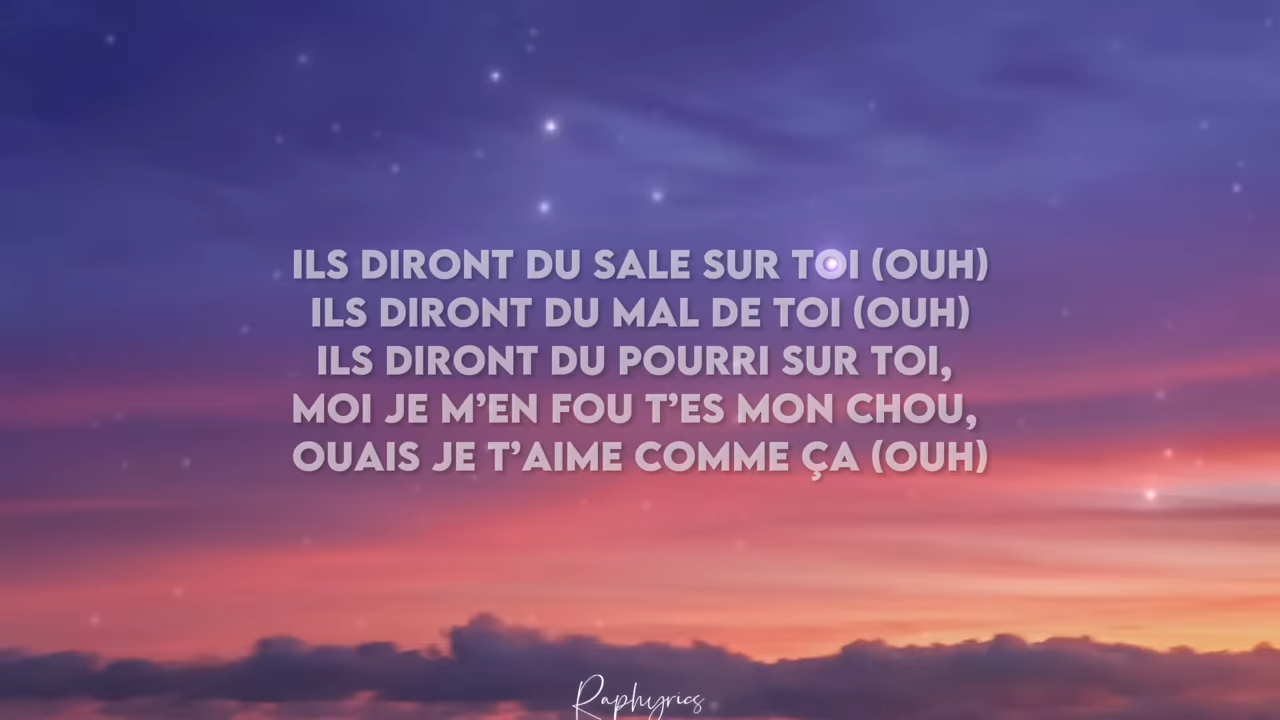 ILS DIRONT DU SALE SUR TOI (OUH)
ILS DIRONT DU MAL DE TOI (OUH)
ILS DIRONT DU POURRI SUR TOI,
MOI JE M'EN FOU T'ES MON CHOU,
OUAIS JE T'AIME COMME ÇA (OUH)
Raphyrics